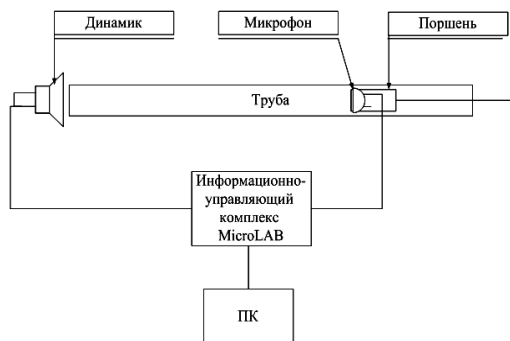 Динамик
Микрофон
Поршень
Труба
Информационно-
управляющий
комплекс
MicroLAB
ПК